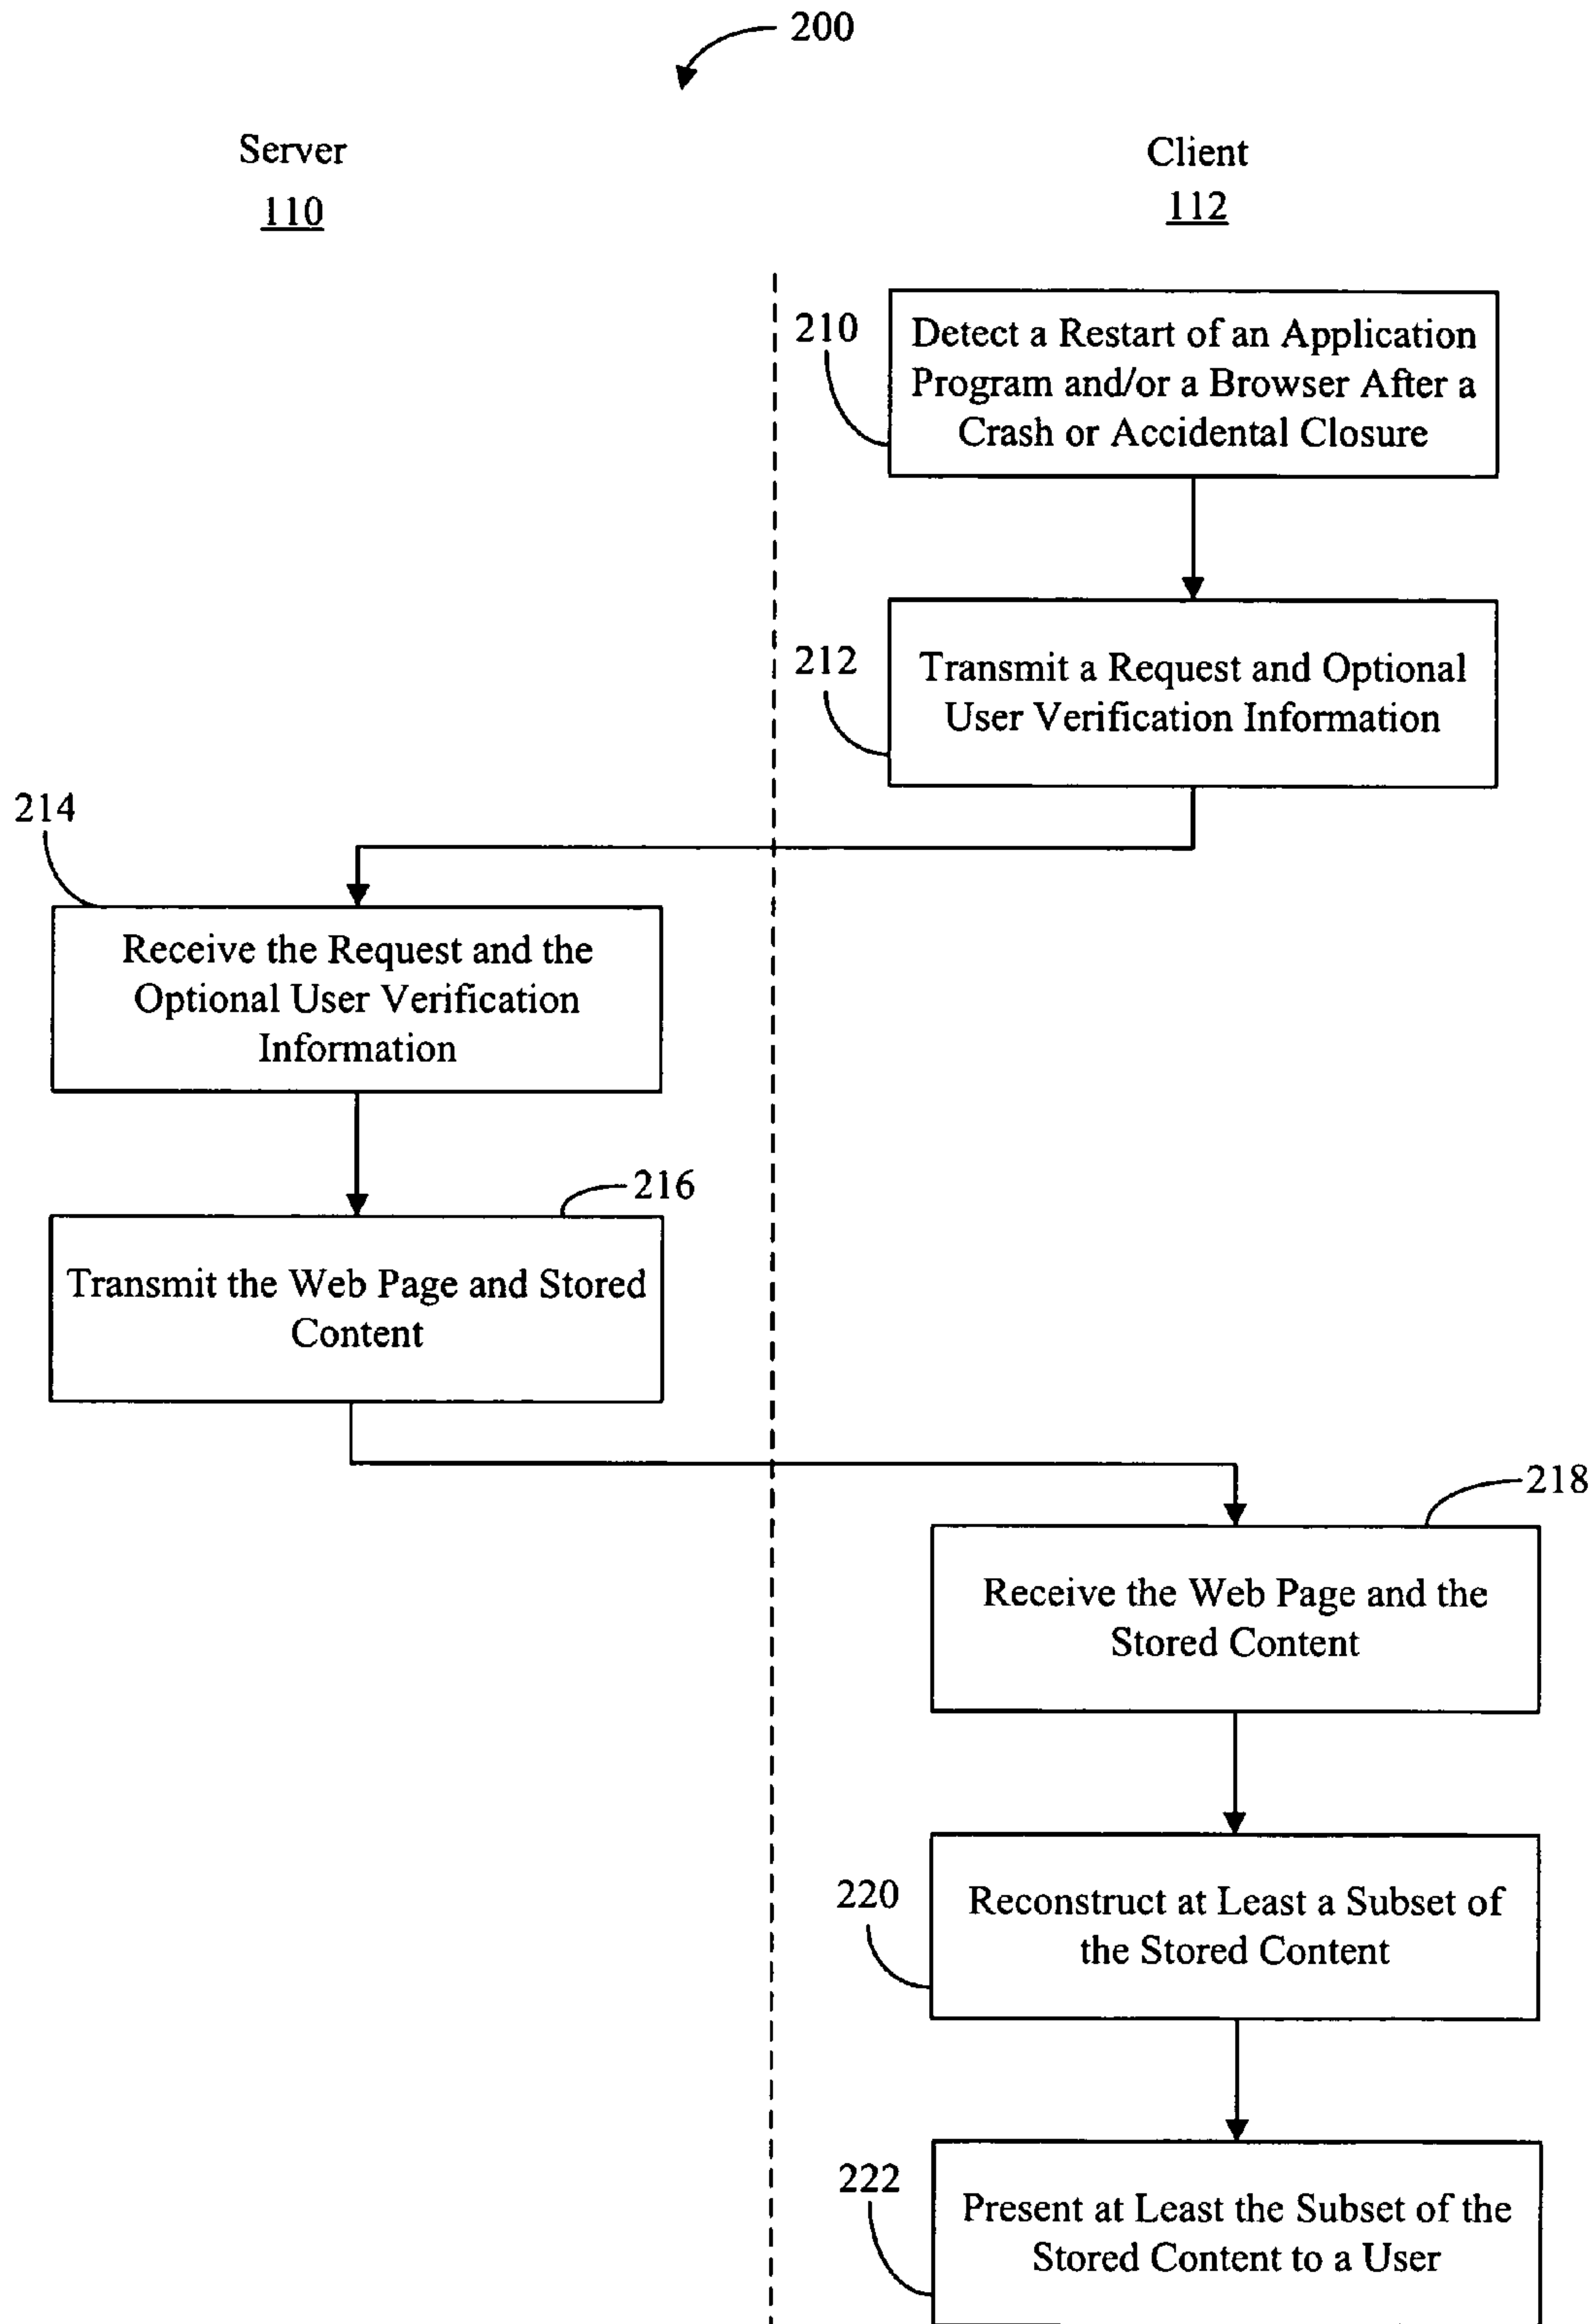 200
Server
110
Client
112
210
Detect a Restart of an Application
Program and/or a Browser After a
Crash or Accidental Closure
212
Transmit a Request and Optional
User Verification Information
214
Receive the Request and the
Optional User Verification
Information
216
Transmit the Web Page and Stored
Content
218
Receive the Web Page and the
Stored Content
220
Reconstruct at Least a Subset of
the Stored Content
222
Present at Least the Subset of the
Stored Content to a User